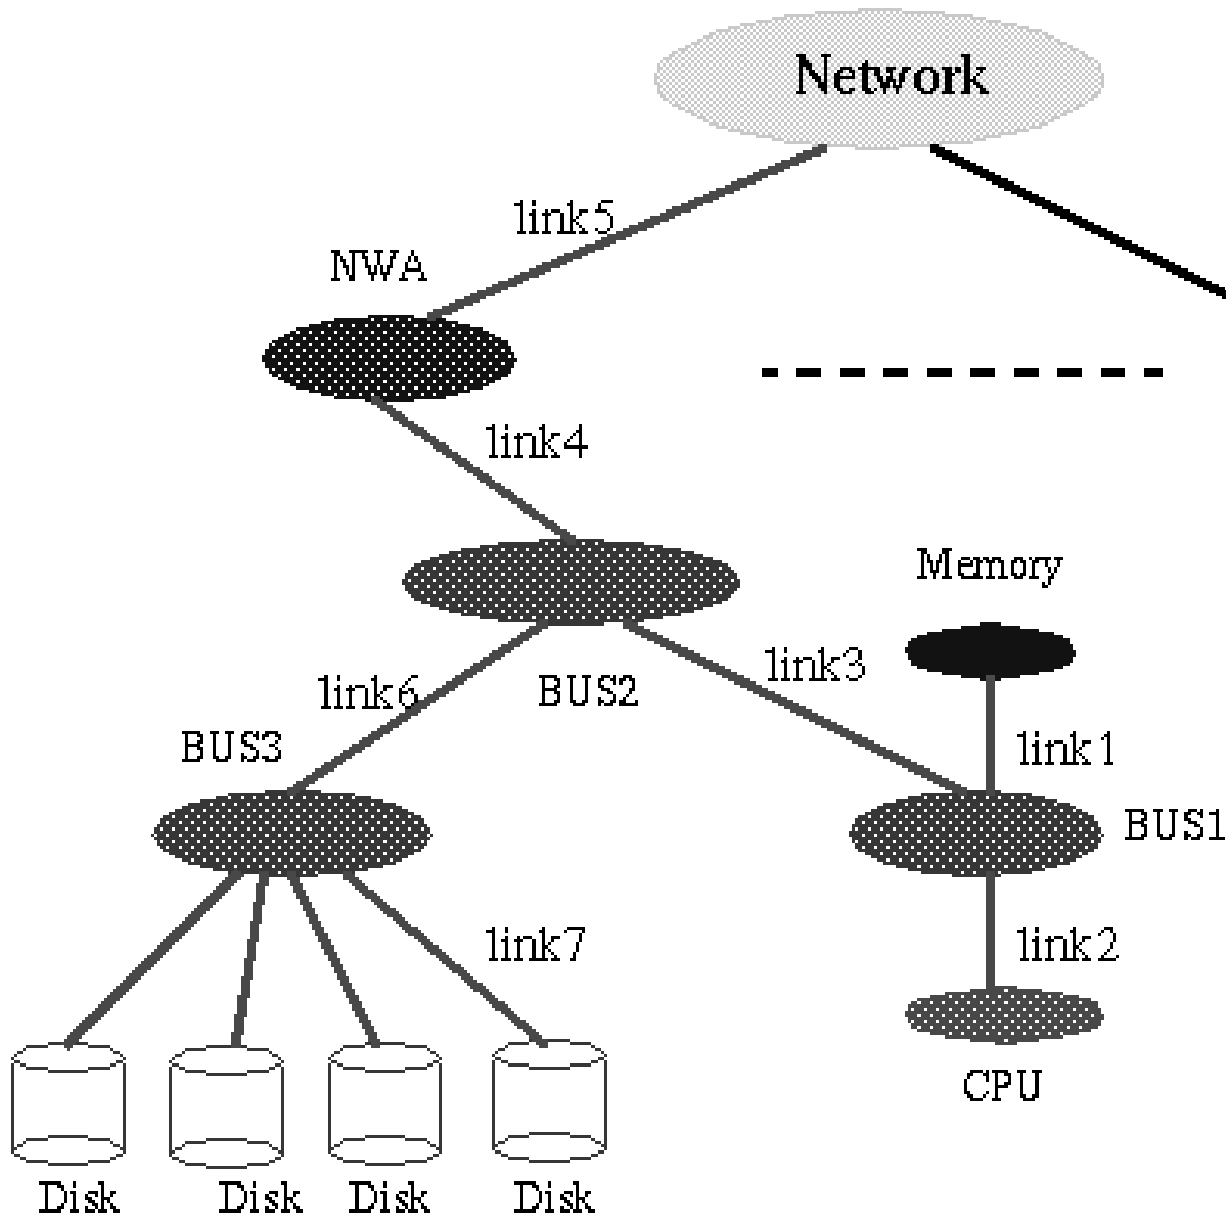 Network
link5
NWA
link4
Memory
link3
link6
BUS2
BUS3
link1
BUS1
link7
link2
CPU
Disk
Disk
Disk
Disk